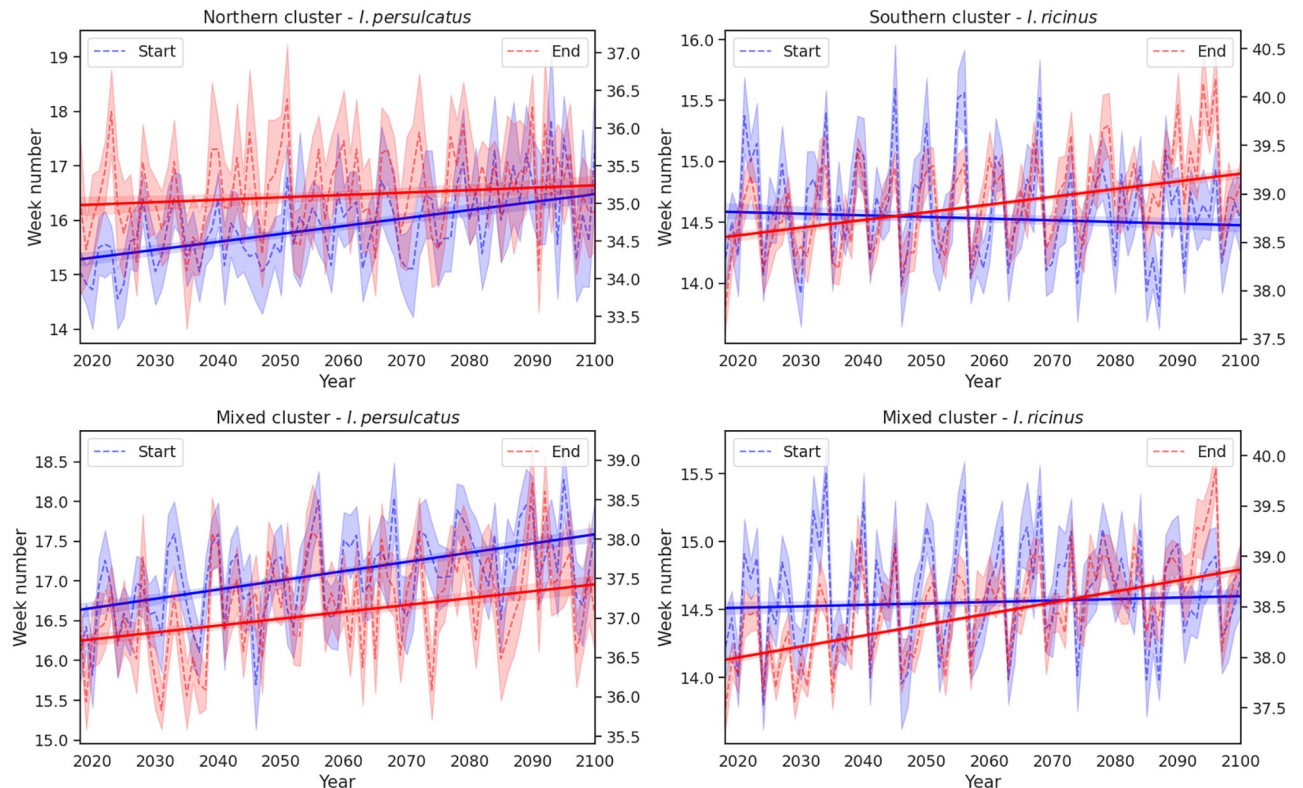 Northern cluster - I. persulcatus
Start
End
Week number
19
18
17
16
15
14
37.0
36.5
36.0
35.5
35.0
34.5
34.0
33.5
2020 2030 2040 2050 2060 2070 2080 2090 2100
Year
Southern cluster - I. ricinus
Start
End
Week number
16.0
15.5
15.0
14.5
14.0
40.5
40.0
39.5
39.0
38.5
38.0
37.5
2020 2030 2040 2050 2060 2070 2080 2090 2100
Year
Mixed cluster - I. persulcatus
Start
End
Week number
18.5
18.0
17.5
17.0
16.5
16.0
15.5
15.0
39.0
38.5
38.0
37.5
37.0
36.5
36.0
35.5
2020 2030 2040 2050 2060 2070 2080 2090 2100
Year
Mixed cluster - I. ricinus
Start
End
Week number
15.5
15.0
14.5
14.0
40.0
39.5
39.0
38.5
38.0
37.5
2020 2030 2040 2050 2060 2070 2080 2090 2100
Year